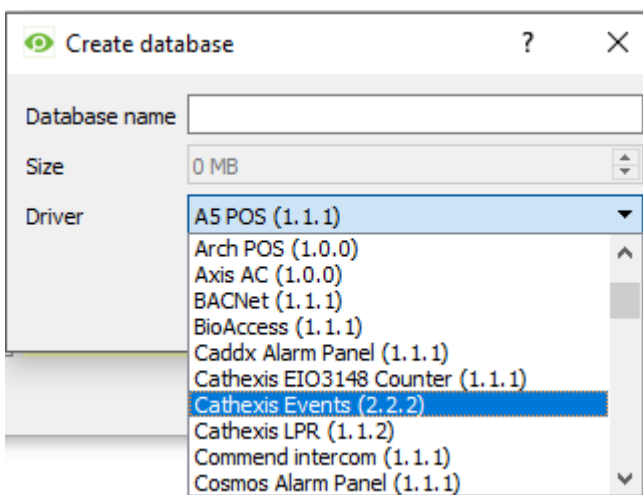 Create database
?
Database name
Size
0 MB
Driver
A5 POS (1.1.1)
Arch POS (1.0.0)
Axis AC (1.0.0)
BACNet (1.1.1)
BioAccess (1.1.1)
Caddx Alarm Panel (1.1.1)
Cathexis EIO3148 Counter (1.1.1)
Cathexis Events (2.2.2)
Cathexis LPR (1.1.2)
Commend intercom (1.1.1)
Cosmos Alarm Panel (1.1.1)